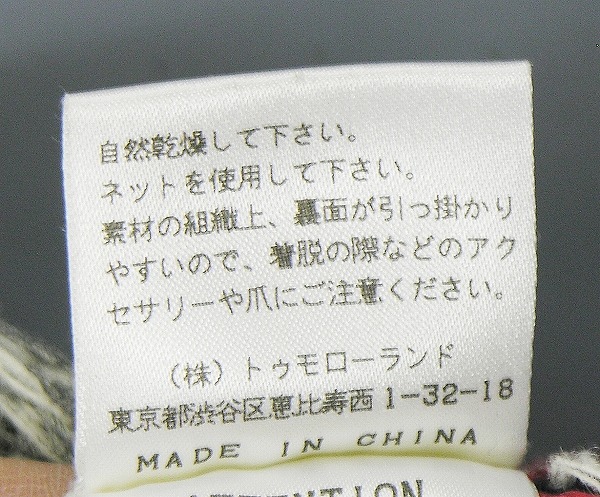 自然乾燥して下さい。
ネットを使用して下さい。
素材の組織上、裏面が引っ掛かり
やすいので、着脱の際などのアク
セサリーや爪にご注意ください。
(株)トゥモローランド
東京都渋谷区恵比寿西1-32-18
MADE IN CHINA
ATTENTION